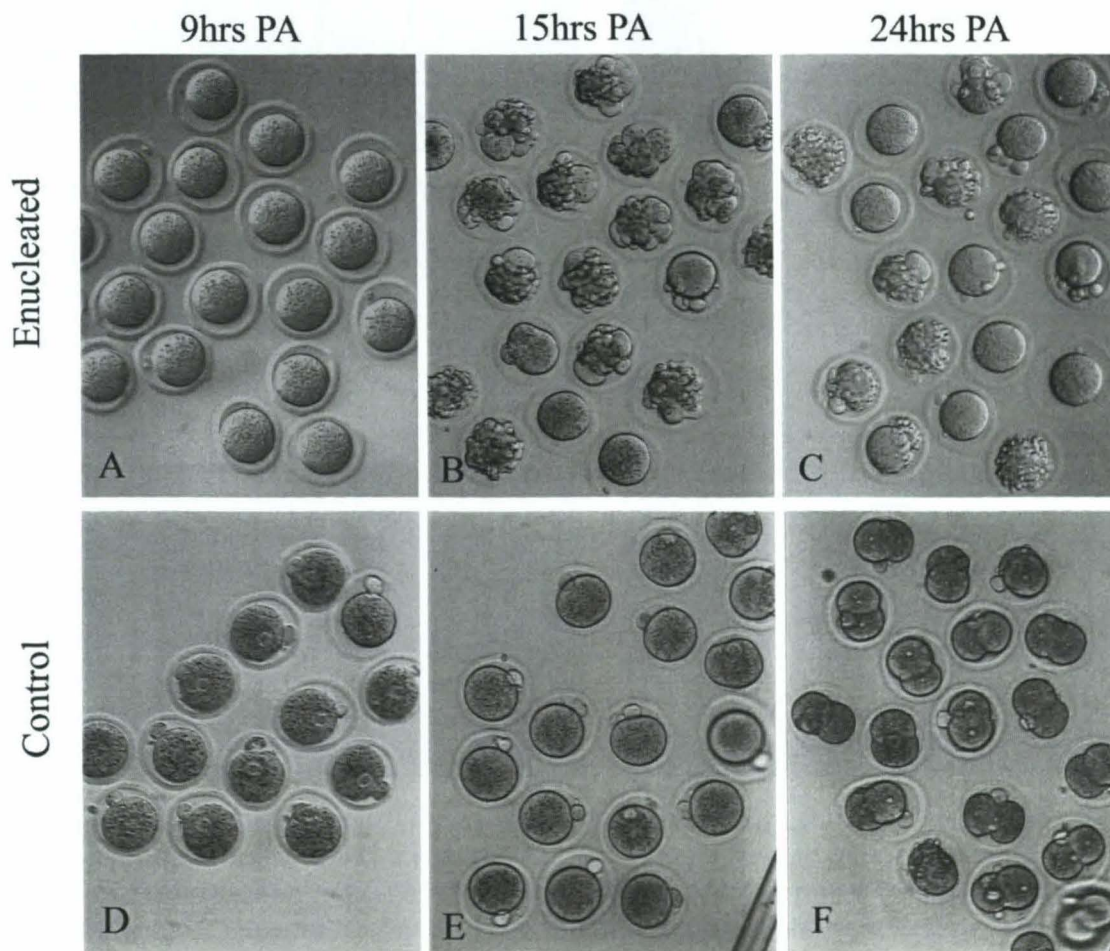 9hrs PA 15hrs PA 24hrs PA
Enucleated
A B C
Control
D E F